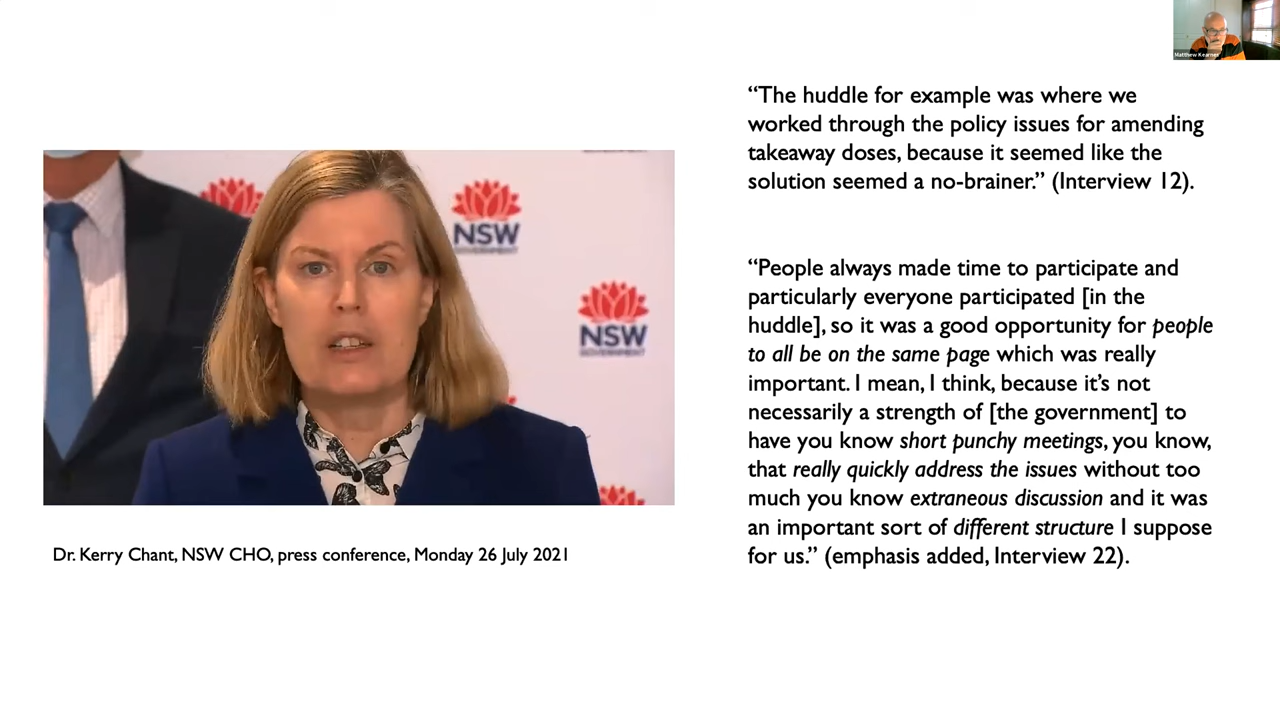 Matthew Kearnes
“The huddle for example was where we
worked through the policy issues for amending
takeaway doses, because it seemed like the
solution seemed a no-brainer.” (Interview 12).
NSW
GOVERNMENT
NSW
GOVERNMENT
“People always made time to participate and
particularly everyone participated [in the
huddle], so it was a good opportunity for people
to all be on the same page which was really
important. I mean, I think, because it’s not
necessarily a strength of [the government] to
have you know short punchy meetings, you know,
that really quickly address the issues without too
much you know extraneous discussion and it was
an important sort of different structure I suppose
for us.” (emphasis added, Interview 22).
Dr. Kerry Chant, NSW CHO, press conference, Monday 26 July 2021